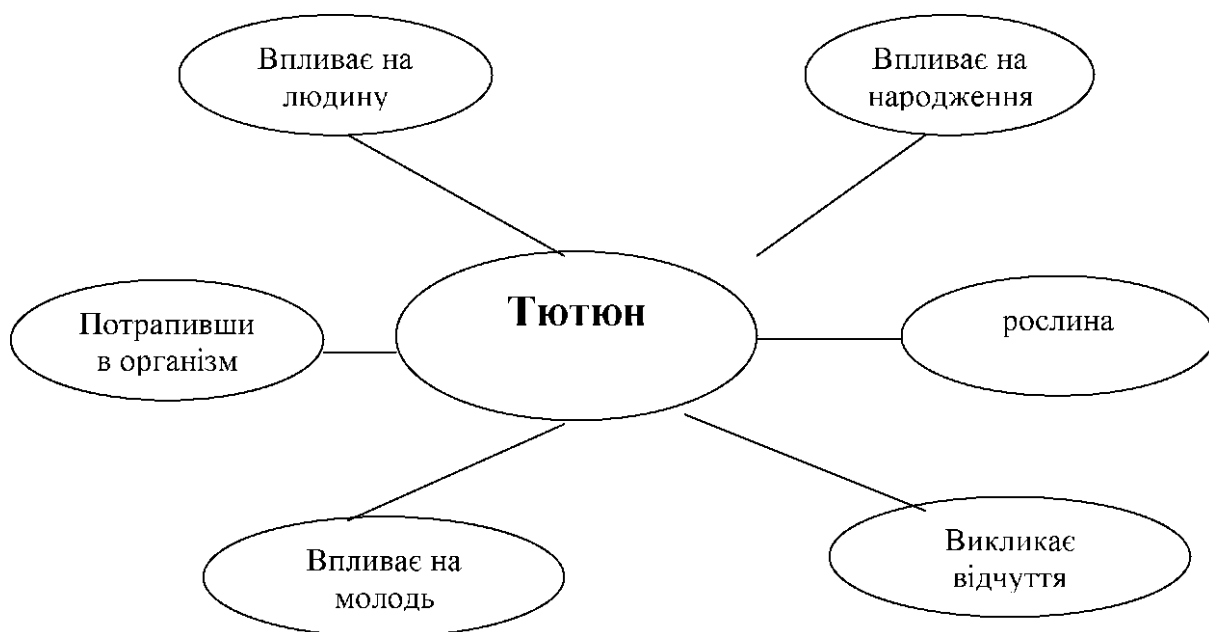 Впливає на
людину
Впливає на
народження
Тютюн
Потрапивши
в організм
рослина
Впливає на
молодь
Викликає
відчуття